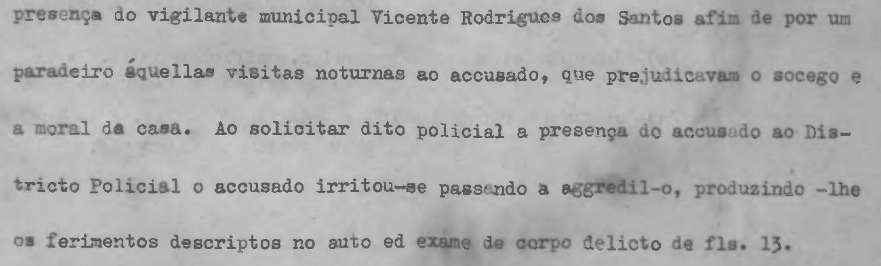 presença do vigilante municipal Vicente Rodrigues dos Santos afim de por um
paradeiro áquellas visitas noturnas ao accusado, que prejudicavam o socego e
a moral da casa. Ao solicitar dito policial a presença do accusado ao Dis-
tricto Policial o accusado irritou-se passando a aggredil-o, produzindo -lhe
os ferimentos descriptos no auto ed exame de corpo delicto de fls. 13.